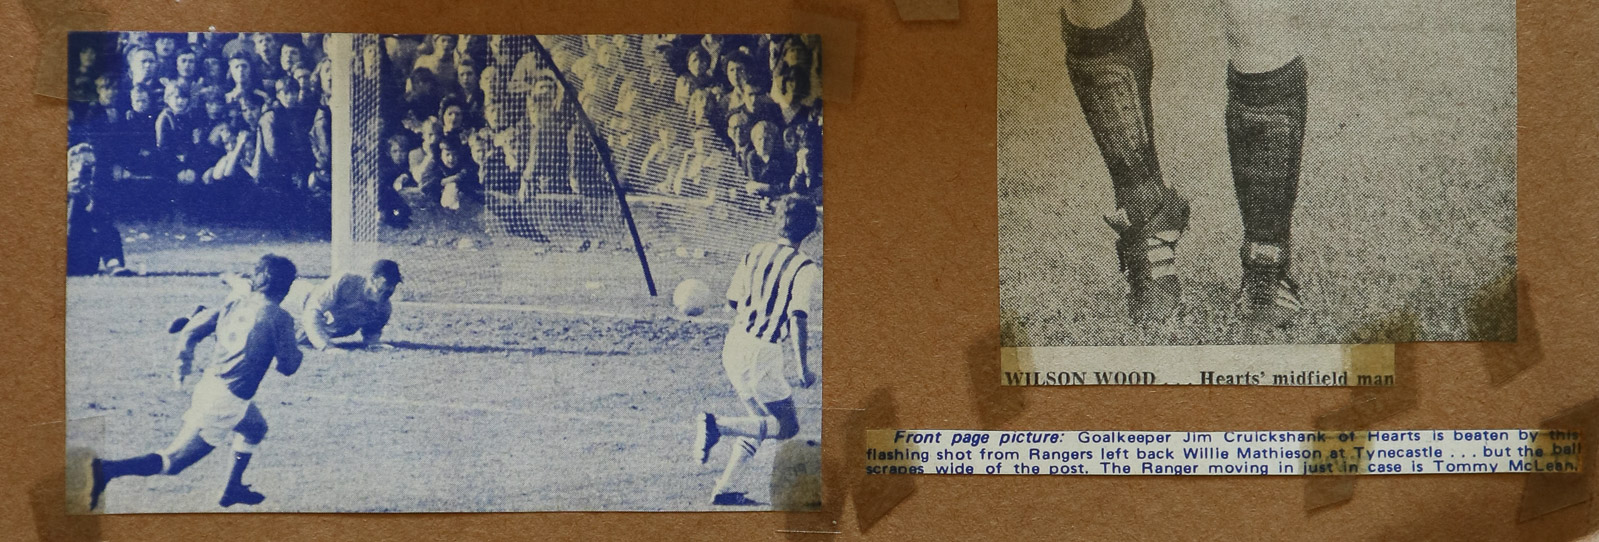 WILSON WOOD . . . Hearts' midfield man
Front page picture: Goalkeeper Jim Cruickshank of Hearts is beaten by this
flashing shot from Rangers left back Willie Mathieson at Tynecastle . . . but the ball
scrapes wide of the post. The Ranger moving in just in case is Tommy McLean.